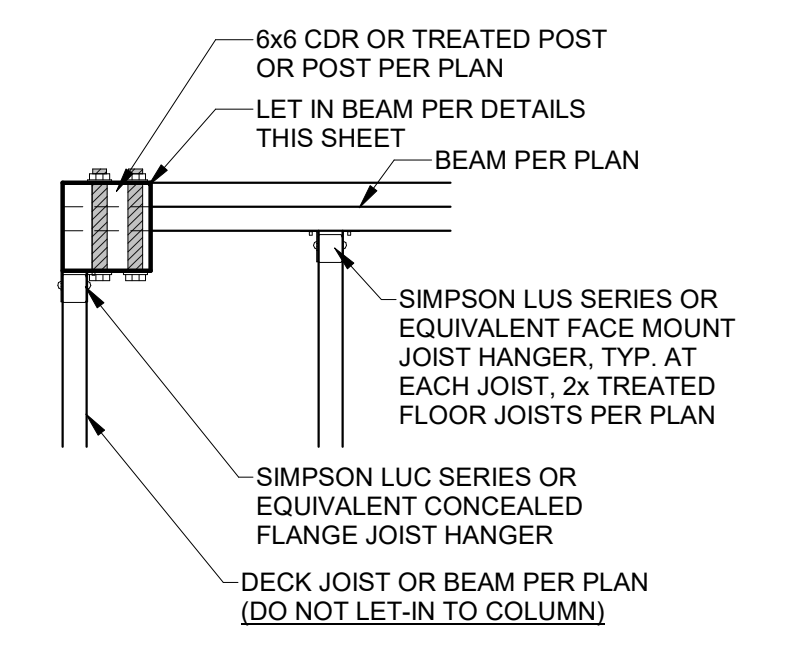 6x6 CDR OR TREATED POST
OR POST PER PLAN
LET IN BEAM PER DETAILS
THIS SHEET
BEAM PER PLAN
SIMPSON LUS SERIES OR
EQUIVALENT FACE MOUNT
JOIST HANGER, TYP. AT
EACH JOIST, 2x TREATED
FLOOR JOISTS PER PLAN
SIMPSON LUC SERIES OR
EQUIVALENT CONCEALED
FLANGE JOIST HANGER
DECK JOIST OR BEAM PER PLAN
(DO NOT LET-IN TO COLUMN)